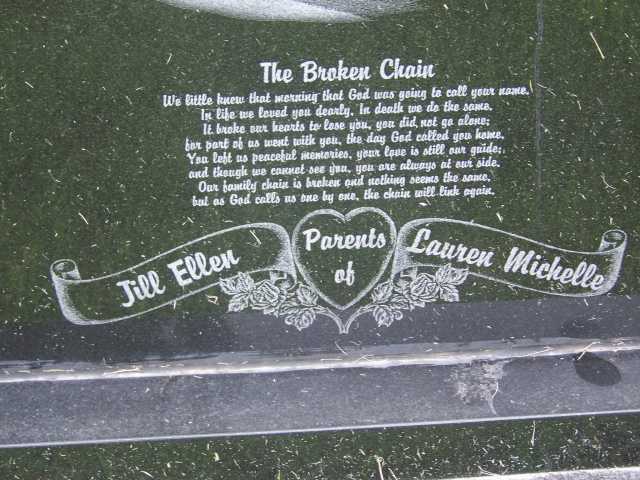 The Broken Chain
We little knew that morning that God was going to call your name.
In life we loved you dearly, In death we do the same.
It broke our hearts to lose you, you did not go alone;
for part of us went with you, the day God called you home.
You left us peaceful memories, your love is still our guide;
and though we cannot see you, you are always at our side.
Our family chain is broken and nothing seems the same,
but as God calls us one by one, the chain will link again.
Jill Ellen
Parents
of
Lauren Michelle